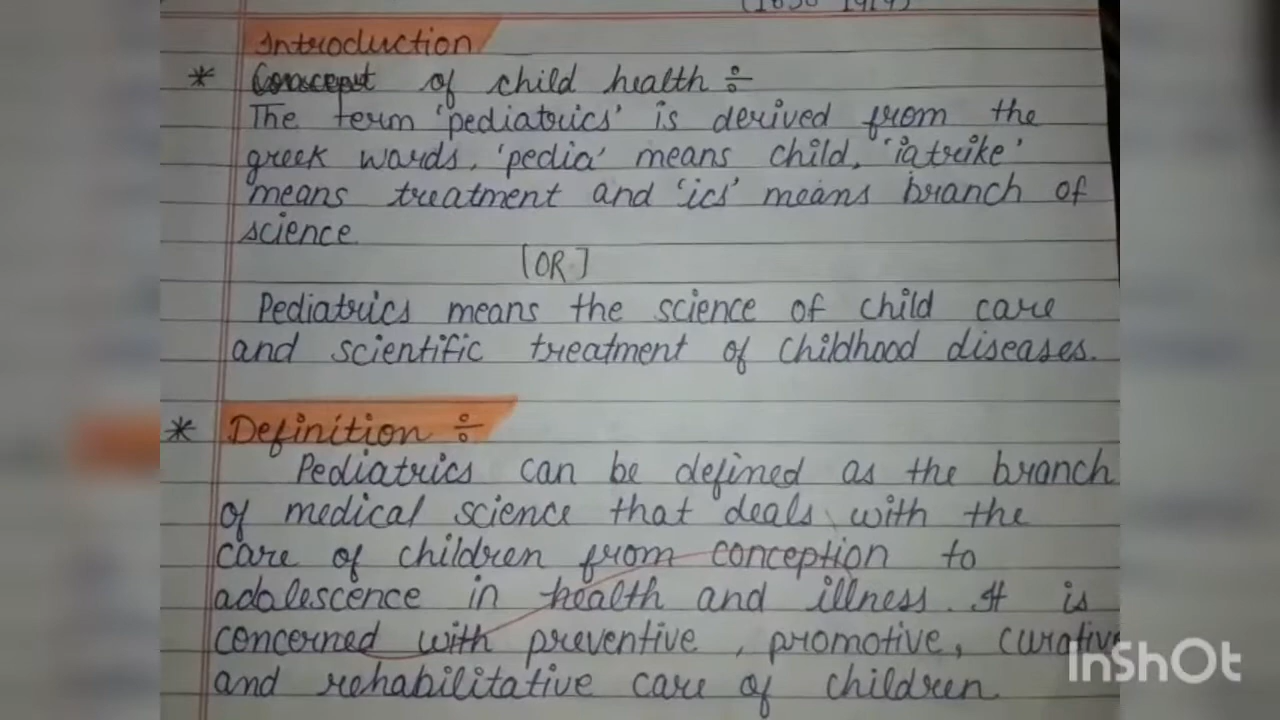 (1830-1919)
Introduction
* Concept of child health ÷
The term 'pediatrics' is derived from the
greek wards, 'pedia' means child, 'iatrike'
means treatment and 'ics' means branch of
science
[OR]
Pediatrics means the science of child care
and scientific treatment of childhood diseases.
* Definition ÷
Pediatrics can be defined as the branch
of medical science that deals with the
care of children from conception to
adolescence in health and illness. It is
concerned with preventive, promotive, curative
and rehabilitative care of children.
InShOt